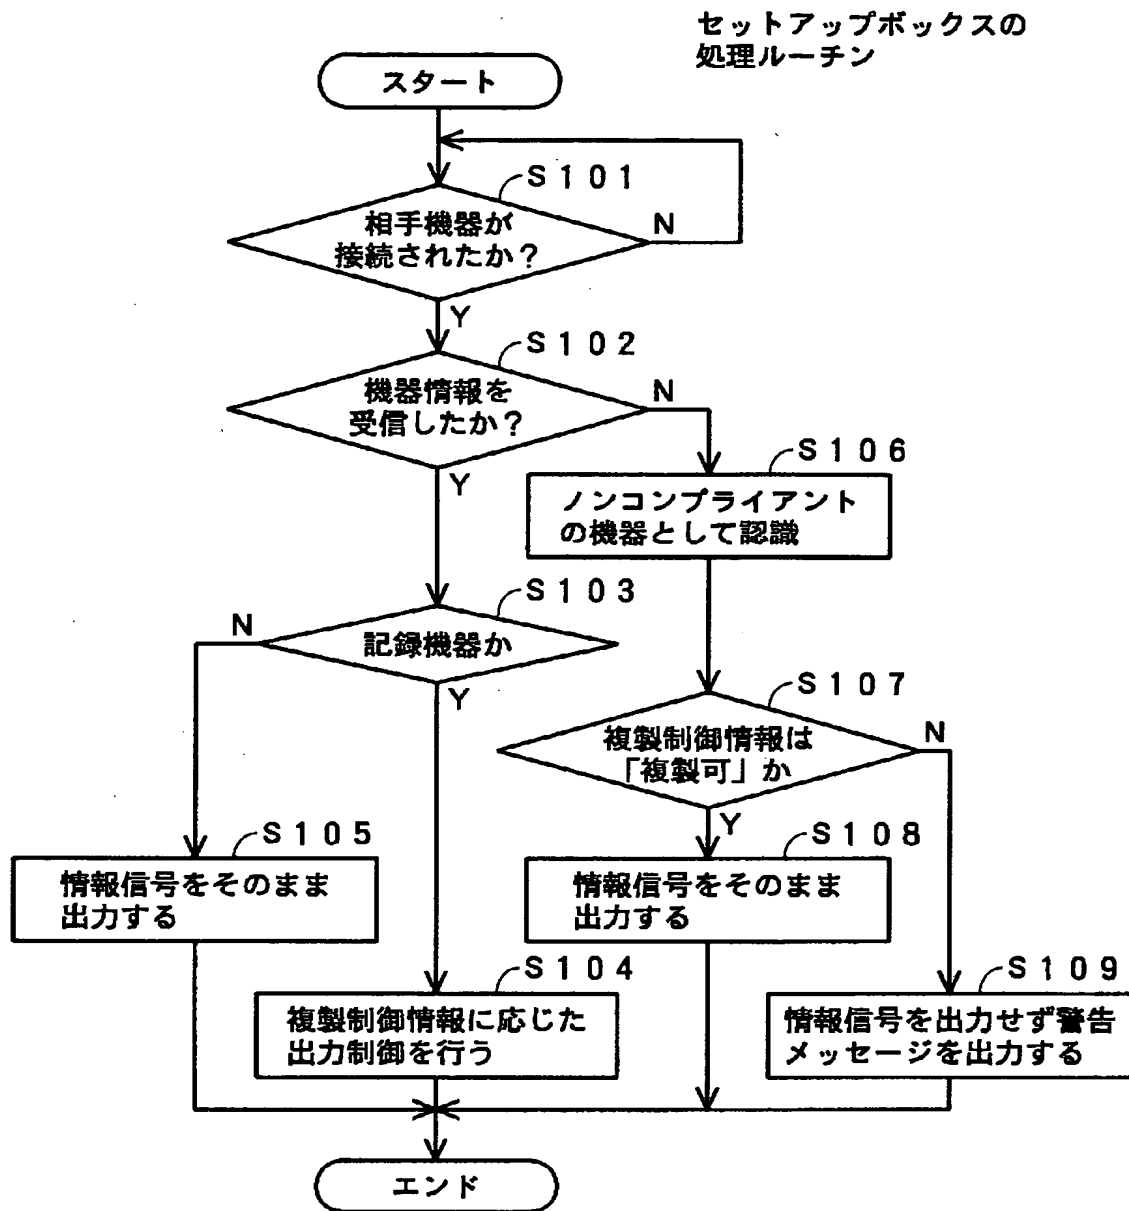 セットアップボックスの
処理ルーチン
スタート
S101
相手機器が
接続されたか？
N
Y
S102
機器情報を
受信したか？
N
Y
S106
ノンコンプライアント
の機器として認識
S103
記録機器か
N
Y
S107
複製制御情報は
「複製可」か
N
Y
S105
情報信号をそのまま
出力する
S108
情報信号をそのまま
出力する
S104
複製制御情報に応じた
出力制御を行う
S109
情報信号を出力せず警告
メッセージを出力する
エンド